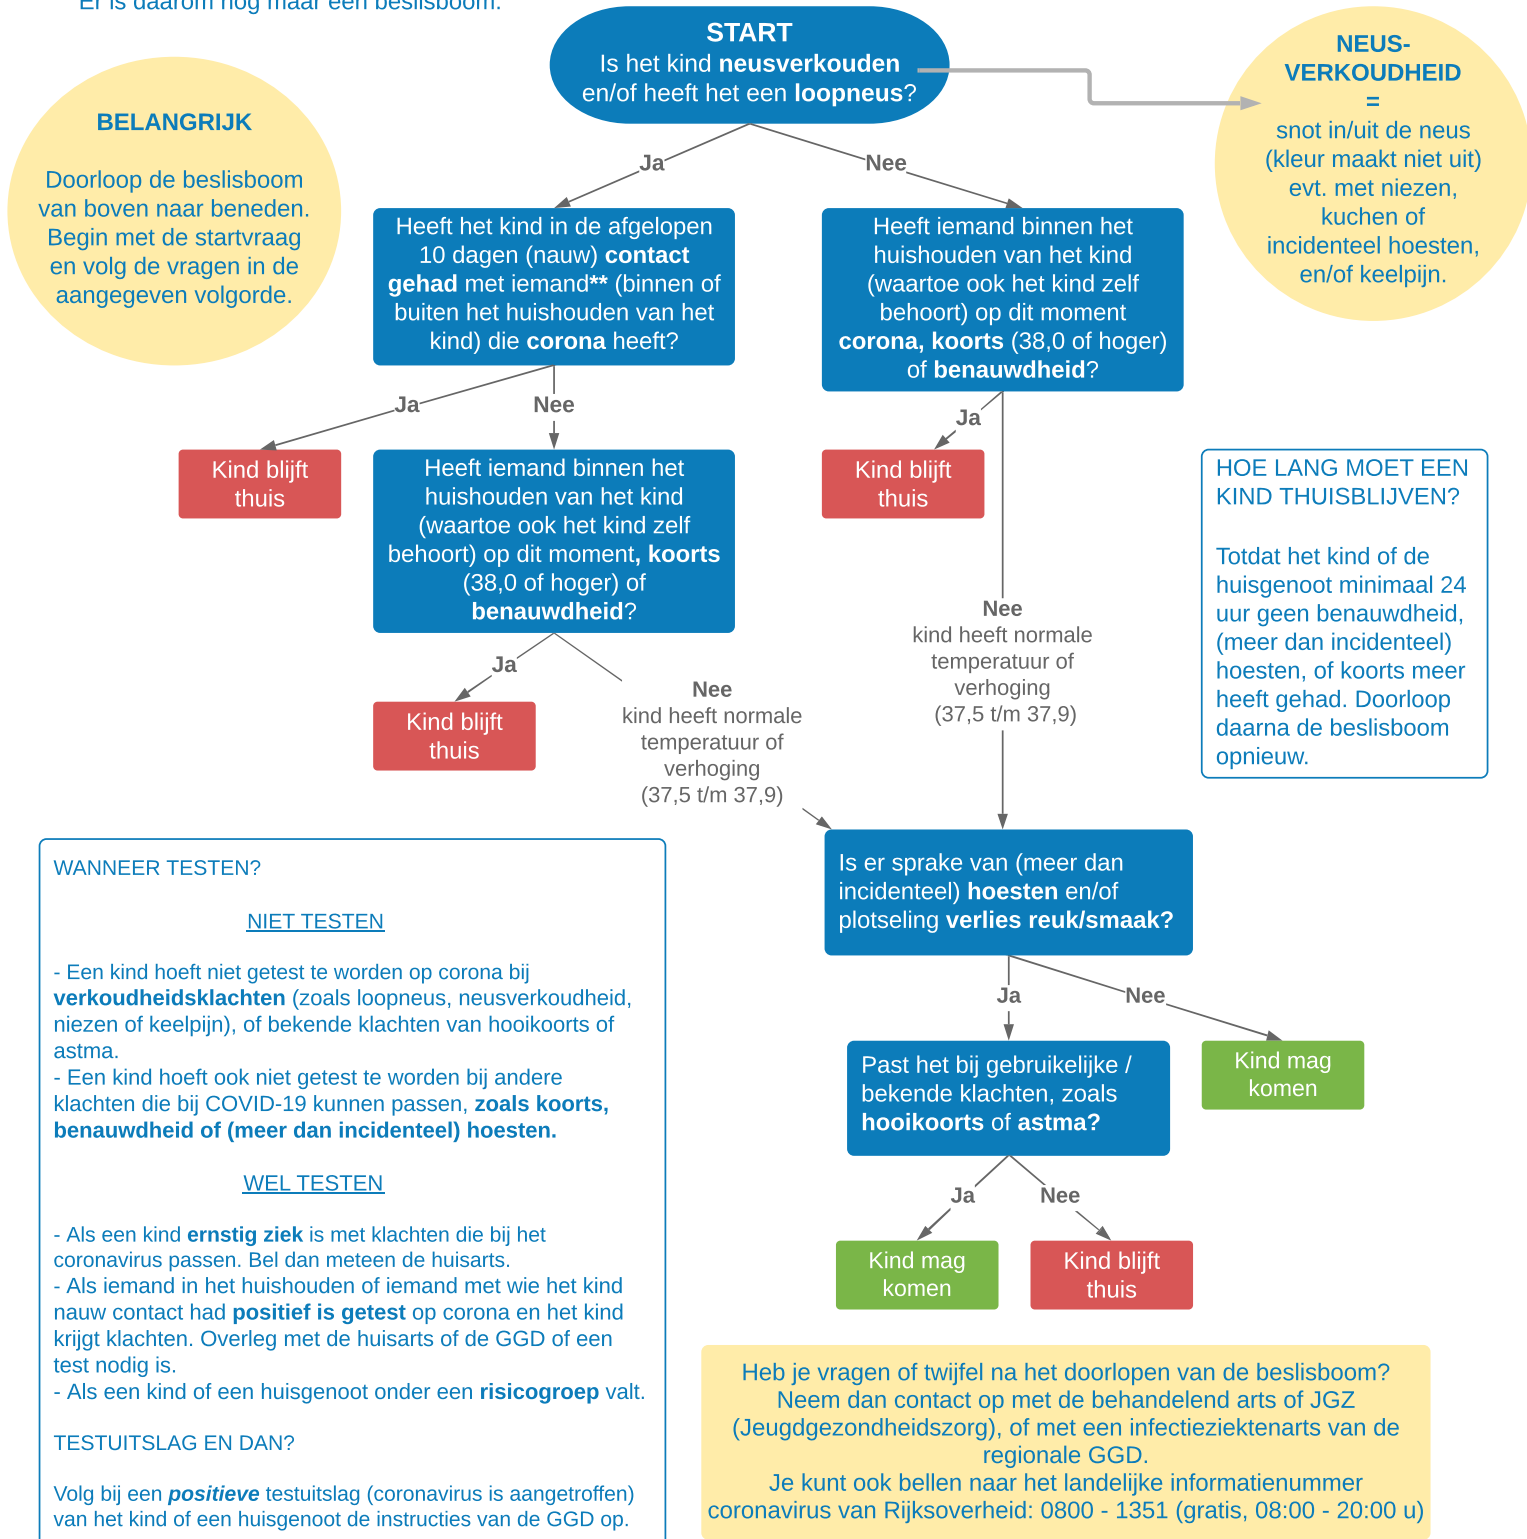 Er is daarom nog maar één beslisboom.
START
Is het kind neusverkouden
en/of heeft het een loopneus?
NEUS-
VERKOUDHEID
=
snot in/uit de neus
(kleur maakt niet uit)
evt. met niezen,
kuchen of
incidenteel hoesten,
en/of keelpijn.
BELANGRIJK
Doorloop de beslisboom
van boven naar beneden.
Begin met de startvraag
en volg de vragen in de
aangegeven volgorde.
Ja
Nee
Heeft het kind in de afgelopen
10 dagen (nauw) contact
gehad met iemand** (binnen of
buiten het huishouden van het
kind) die corona heeft?
Heeft iemand binnen het
huishouden van het kind
(waartoe ook het kind zelf
behoort) op dit moment
corona, koorts (38,0 of hoger)
of benauwdheid?
Ja
Nee
Ja
Kind blijft
thuis
Heeft iemand binnen het
huishouden van het kind
(waartoe ook het kind zelf
behoort) op dit moment, koorts
(38,0 of hoger) of
benauwdheid?
Kind blijft
thuis
HOE LANG MOET EEN
KIND THUISBLIJVEN?
Totdat het kind of de
huisgenoot minimaal 24
uur geen benauwdheid,
(meer dan incidenteel)
hoesten, of koorts meer
heeft gehad. Doorloop
daarna de beslisboom
opnieuw.
Ja
Kind blijft
thuis
Nee
kind heeft normale
temperatuur of
verhoging
(37,5 t/m 37,9)
Nee
kind heeft normale
temperatuur of
verhoging
(37,5 t/m 37,9)
Is er sprake van (meer dan
incidenteel) hoesten en/of
plotseling verlies reuk/smaak?
Ja
Nee
Past het bij gebruikelijke /
bekende klachten, zoals
hooikoorts of astma?
Kind mag
komen
Ja
Nee
Kind mag
komen
Kind blijft
thuis
WANNEER TESTEN?
NIET TESTEN
- Een kind hoeft niet getest te worden op corona bij
verkoudheidsklachten (zoals loopneus, neusverkoudheid,
niezen of keelpijn), of bekende klachten van hooikoorts of
astma.
- Een kind hoeft ook niet getest te worden bij andere
klachten die bij COVID-19 kunnen passen, zoals koorts,
benauwdheid of (meer dan incidenteel) hoesten.
WEL TESTEN
- Als een kind ernstig ziek is met klachten die bij het
coronavirus passen. Bel dan meteen de huisarts.
- Als iemand in het huishouden of iemand met wie het kind
nauw contact had positief is getest op corona en het kind
krijgt klachten. Overleg met de huisarts of de GGD of een
test nodig is.
- Als een kind of een huisgenoot onder een risicogroep valt.
TESTUITSLAG EN DAN?
Volg bij een positieve testuitslag (coronavirus is aangetroffen)
van het kind of een huisgenoot de instructies van de GGD op.
Heb je vragen of twijfel na het doorlopen van de beslisboom?
Neem dan contact op met de behandelend arts of JGZ
(Jeugdgezondheidszorg), of met een infectieziektenarts van de
regionale GGD.
Je kunt ook bellen naar het landelijke informatienummer
coronavirus van Rijksoverheid: 0800 - 1351 (gratis, 08:00 - 20:00 u)